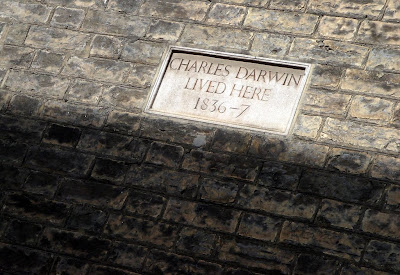 CHARLES DARWIN
LIVED HERE
1836-7